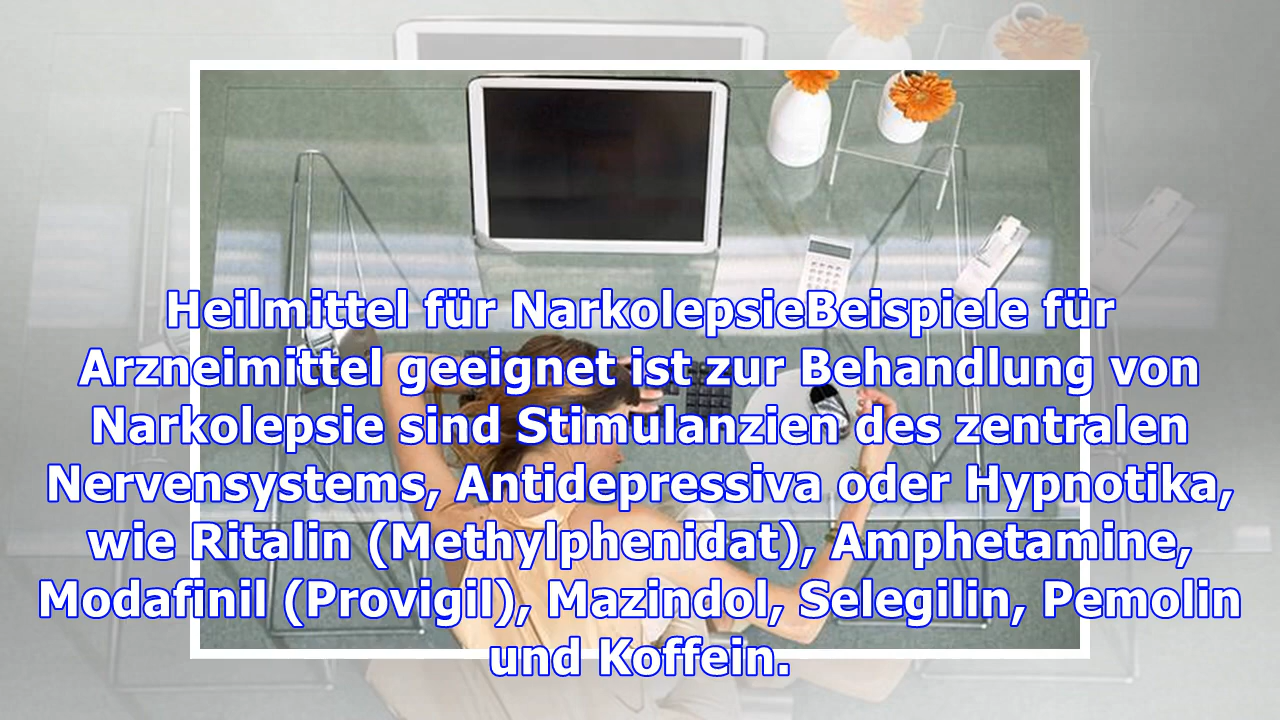 Heilmittel für NarkolepsieBeispiele für
Arzneimittel geeignet ist zur Behandlung von
Narkolepsie sind Stimulanzien des zentralen
Nervensystems, Antidepressiva oder Hypnotika,
wie Ritalin (Methylphenidat), Amphetamine,
Modafinil (Provigil), Mazindol, Selegilin, Pemolin
und Koffein.